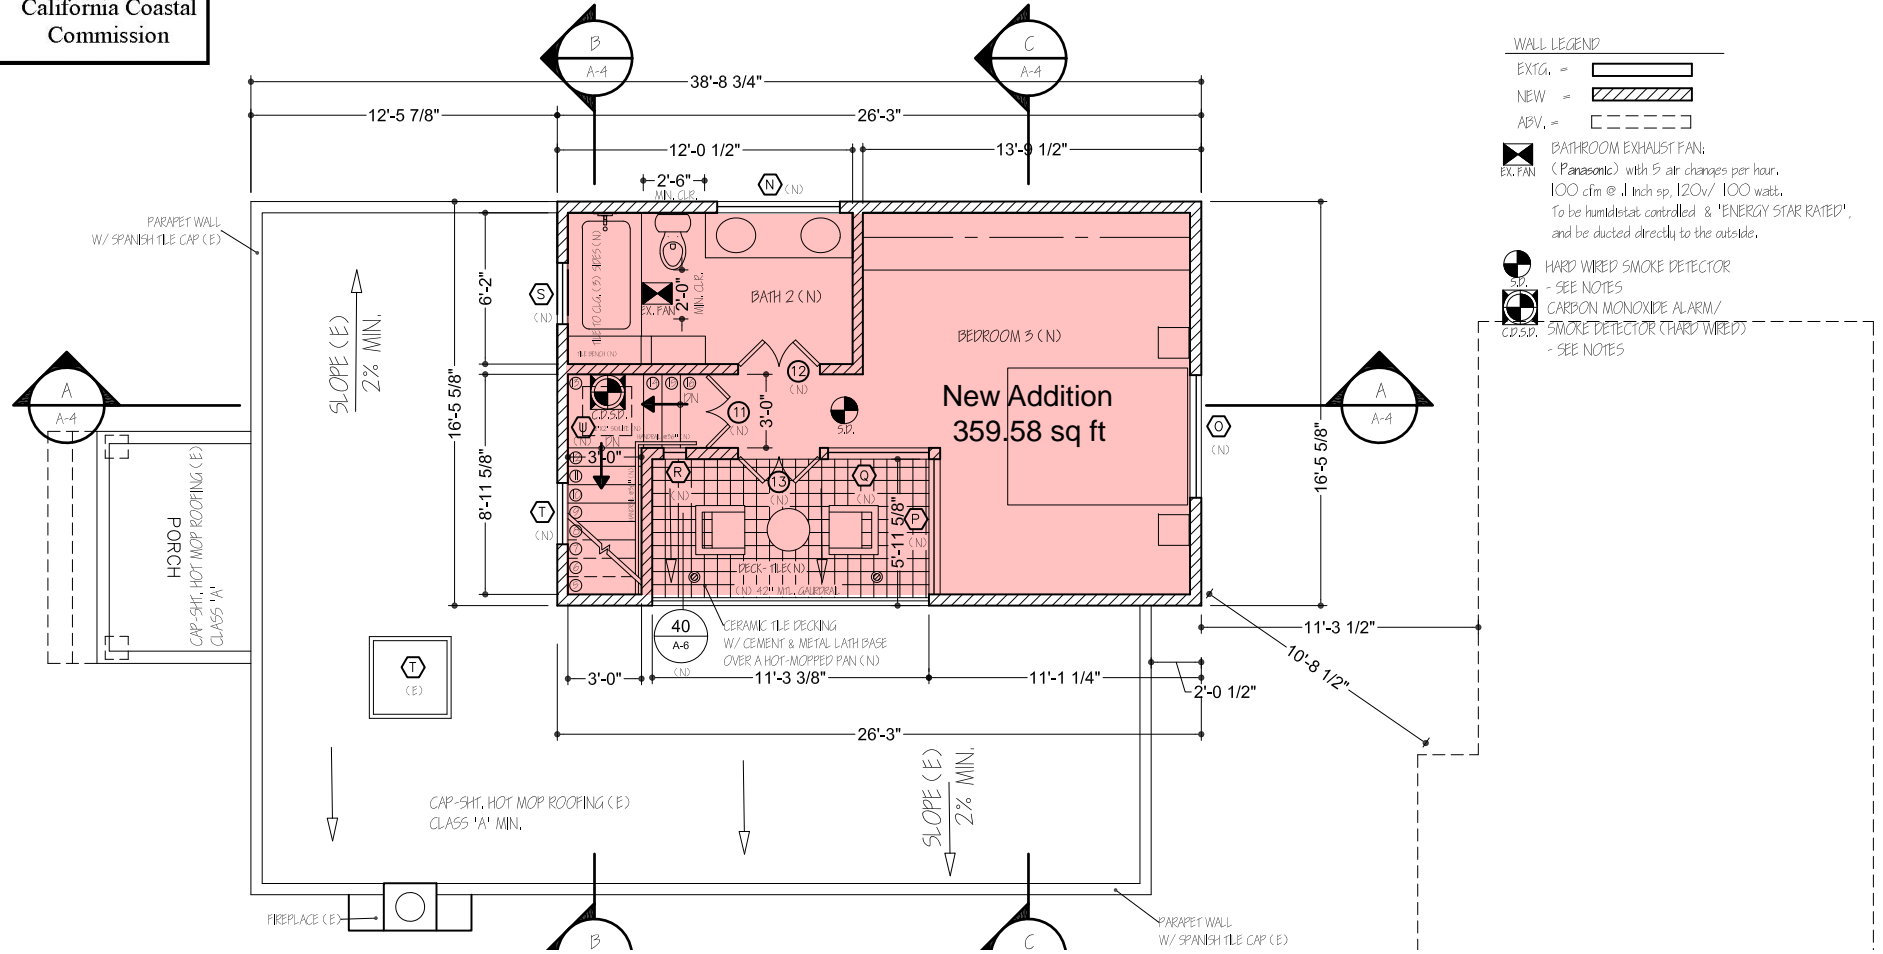 California Coastal
Commission
B
A-4
C
A-4
38'-8 3/4"
12'-5 7/8"
26'-3"
12'-0 1/2"
13'-9 1/2"
2'-6"
MIN. CLR.
N
(N)
WALL LEGEND
EXTG. =
NEW =
ABV. =
EX. FAN
BATHROOM EXHAUST FAN:
(Panasonic) with 5 air changes per hour.
100 cfm @ .1 inch sp, 120v/ 100 watt.
To be humidistat controlled & 'ENERGY STAR RATED',
and be ducted directly to the outside.
S.D.
HARD WIRED SMOKE DETECTOR
- SEE NOTES
C.D.S.D.
CARBON MONOXIDE ALARM/
SMOKE DETECTOR (HARD WIRED)
- SEE NOTES
PARAPET WALL
W/ SPANISH TILE CAP (E)
SLOPE (E)
2% MIN.
16'-5 5/8"
6'-2"
8'-11 5/8"
S
(N)
T
(N)
TILE TO CLG. (3) SIDES (N)
TILE BENCH (N)
EX. FAN
2'-0"
MIN. CLR.
BATH 2 (N)
BEDROOM 3 (N)
12
(N)
11
(N)
3'-0"
S.D.
C.D.S.D.
DN
U
(N)
DN
3'-0"
New Addition
359.58 sq ft
R
(N)
13
(N)
Q
(N)
P
(N)
5'-11 5/8"
DECK- TILE(N)
(N) 42" MTL. GAURDRAIL
O
(N)
16'-5 5/8"
A
A-4
A
A-4
PORCH
CAP-SHT. HOT MOP ROOFING (E)
CLASS 'A'
T
(E)
40
A-6
(N)
CERAMIC TILE DECKING
W/ CEMENT & METAL LATH BASE
OVER A HOT-MOPPED PAN (N)
3'-0"
11'-3 3/8"
11'-1 1/4"
2'-0 1/2"
11'-3 1/2"
10'-8 1/2"
26'-3"
SLOPE (E)
2% MIN.
CAP-SHT. HOT MOP ROOFING (E)
CLASS 'A' MIN.
FIREPLACE (E)
PARAPET WALL
W/ SPANISH TILE CAP (E)
B
C